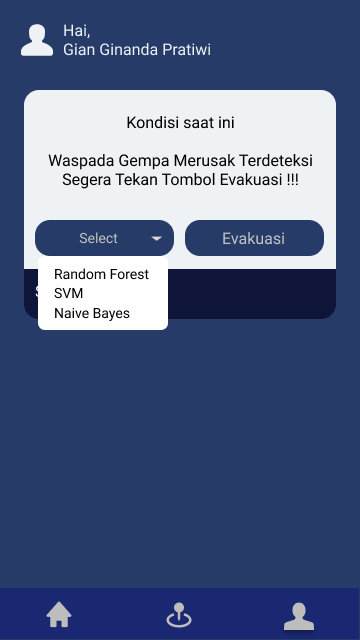 Hai,
Gian Ginanda Pratiwi
Kondisi saat ini
Waspada Gempa Merusak Terdeteksi
Segera Tekan Tombol Evakuasi !!!
Select
Evakuasi
Random Forest
SVM
Naive Bayes